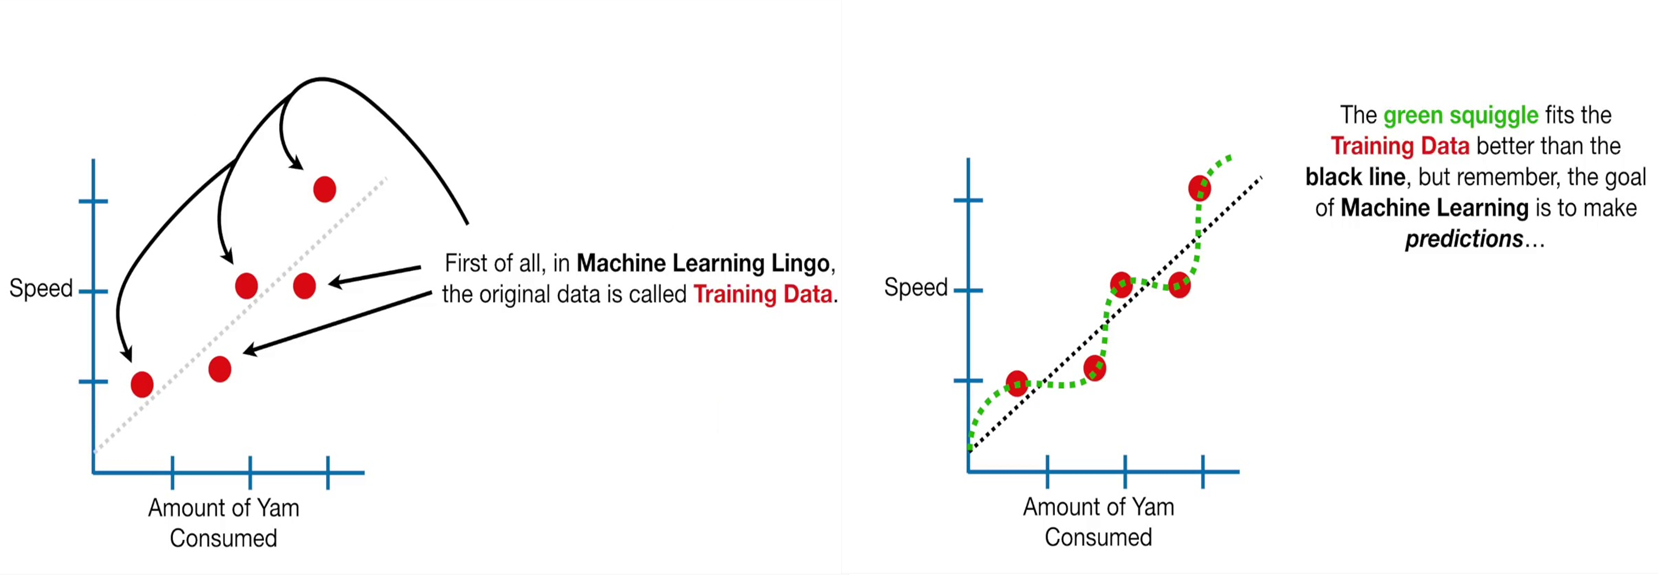 Speed
First of all, in Machine Learning Lingo,
the original data is called Training Data.
Amount of Yam
Consumed
The green squiggle fits the
Training Data better than the
black line, but remember, the goal
of Machine Learning is to make
predictions...
Speed
Amount of Yam
Consumed